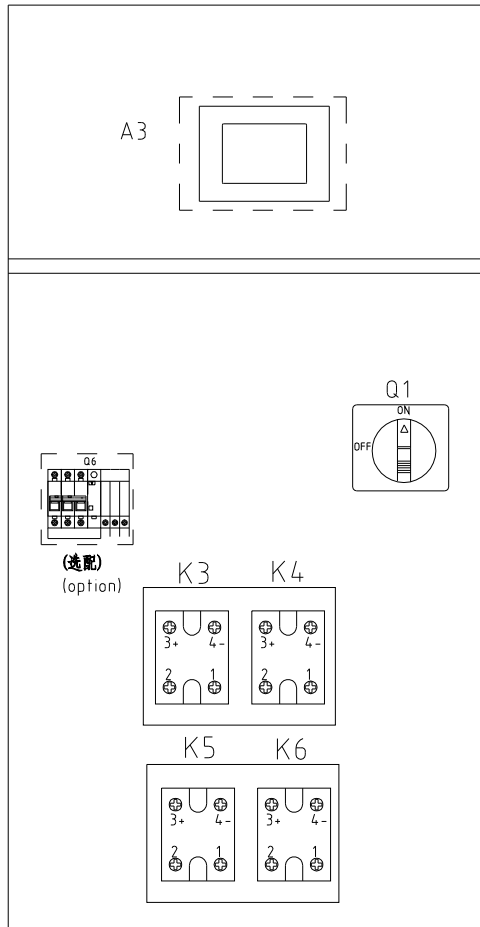 A3
Q1
ON
OFF
Q6
(选配)
(option)
K3 K4
3+ 4- 3+ 4-
2 1 2 1
K5 K6
3+ 4- 3+ 4-
2 1 2 1